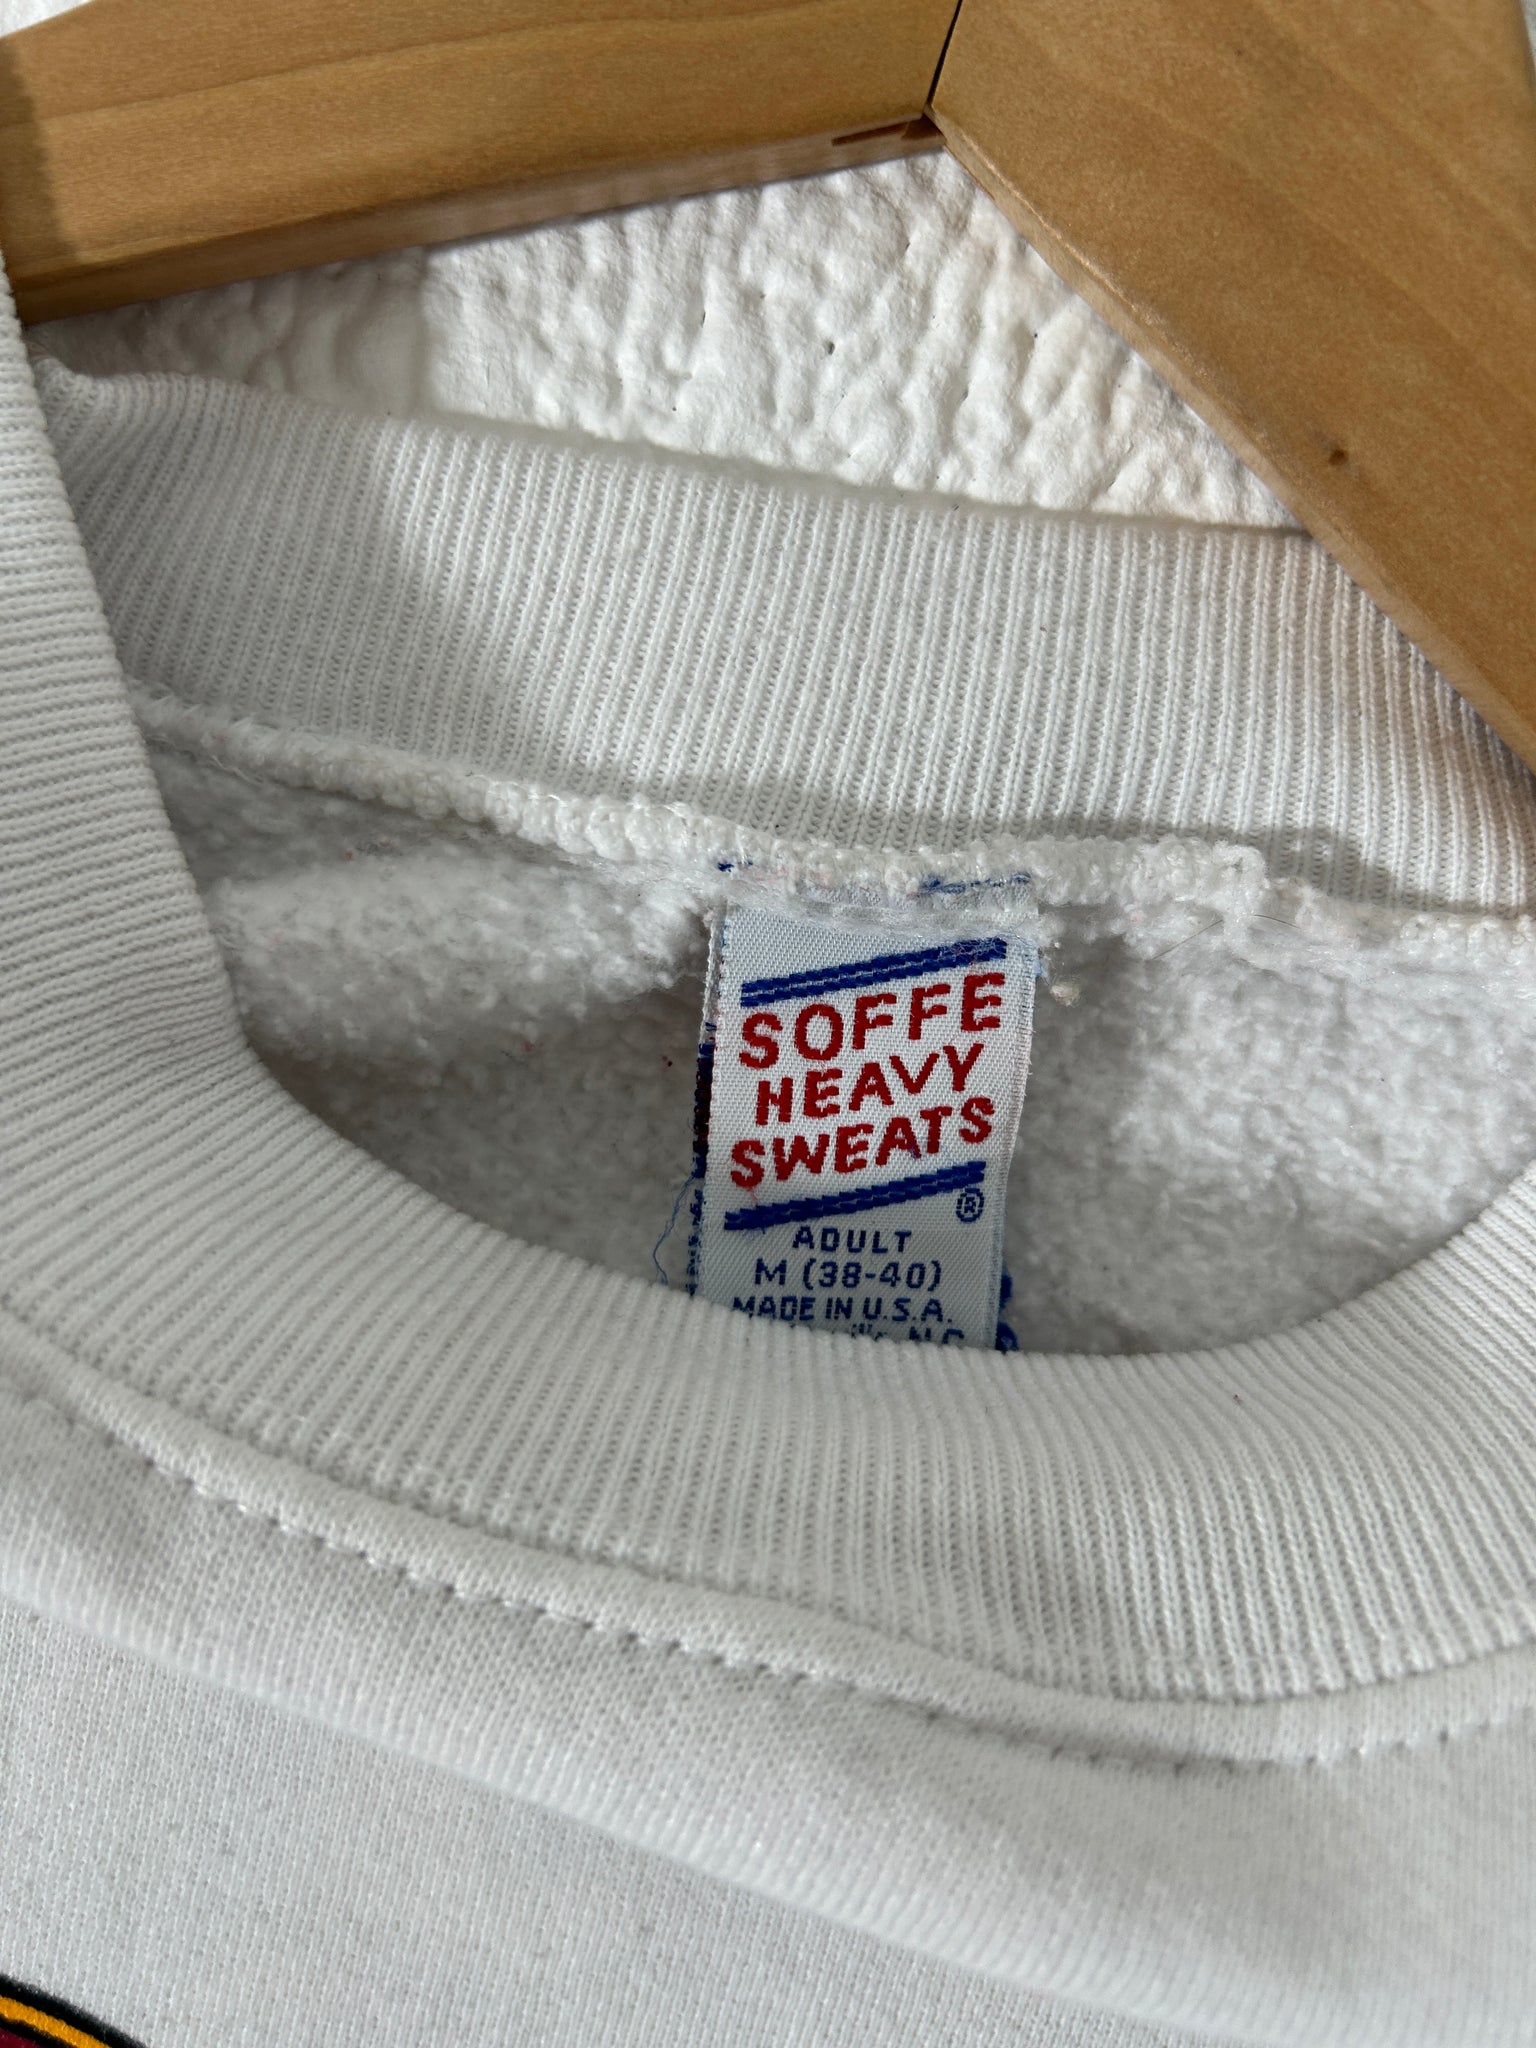 SOFFE
HEAVY
SWEATS
®
ADULT
M (38-40)
MADE IN U.S.A.
N.C.